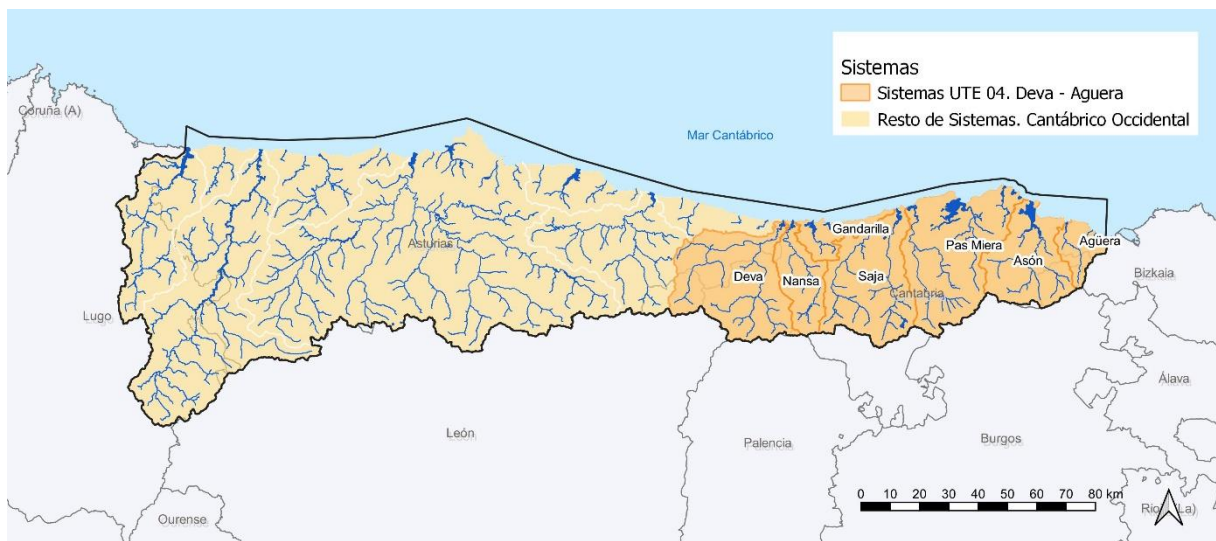 Sistemas
Sistemas UTE 04. Deva - Aguera
Resto de Sistemas. Cantábrico Occidental
Coruña (A)
Mar Cantábrico
Asturias
Gandarilla
Agüera
Pas Miera
Asón
Deva
Nansa
Saja
Cantabria
Bizkaia
Lugo
Álava
León
Palencia
Burgos
0 10 20 30 40 50 60 70 80 km
Ourense
(La)